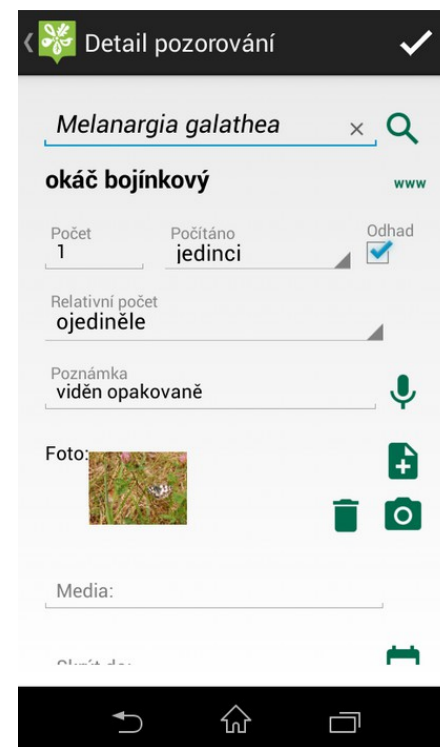 Detail pozorování
Melanargia galathea
okáč bojínkový
www
Počet Počítáno Odhad
1 jedinci
Relativní počet
ojediněle
Poznámka
viděn opakovaně
Foto:
Media: